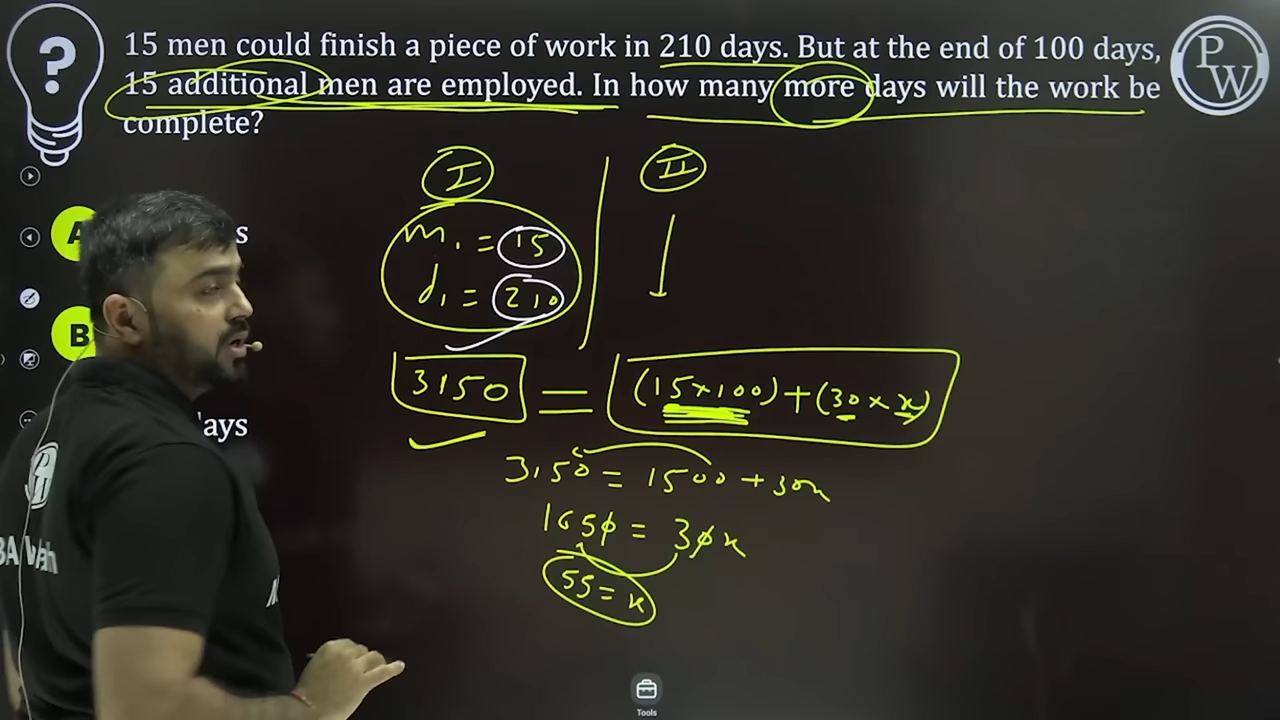 15 men could finish a piece of work in 210 days. But at the end of 100 days,
15 additional men are employed. In how many more days will the work be
complete?
P
W
I
II
m₁ = 15
d₁ = 210
A
s
B
ays
3150 = (15×100)+(30×x)
3150 = 1500 + 30x
1650 = 30x
55 = x
Tools